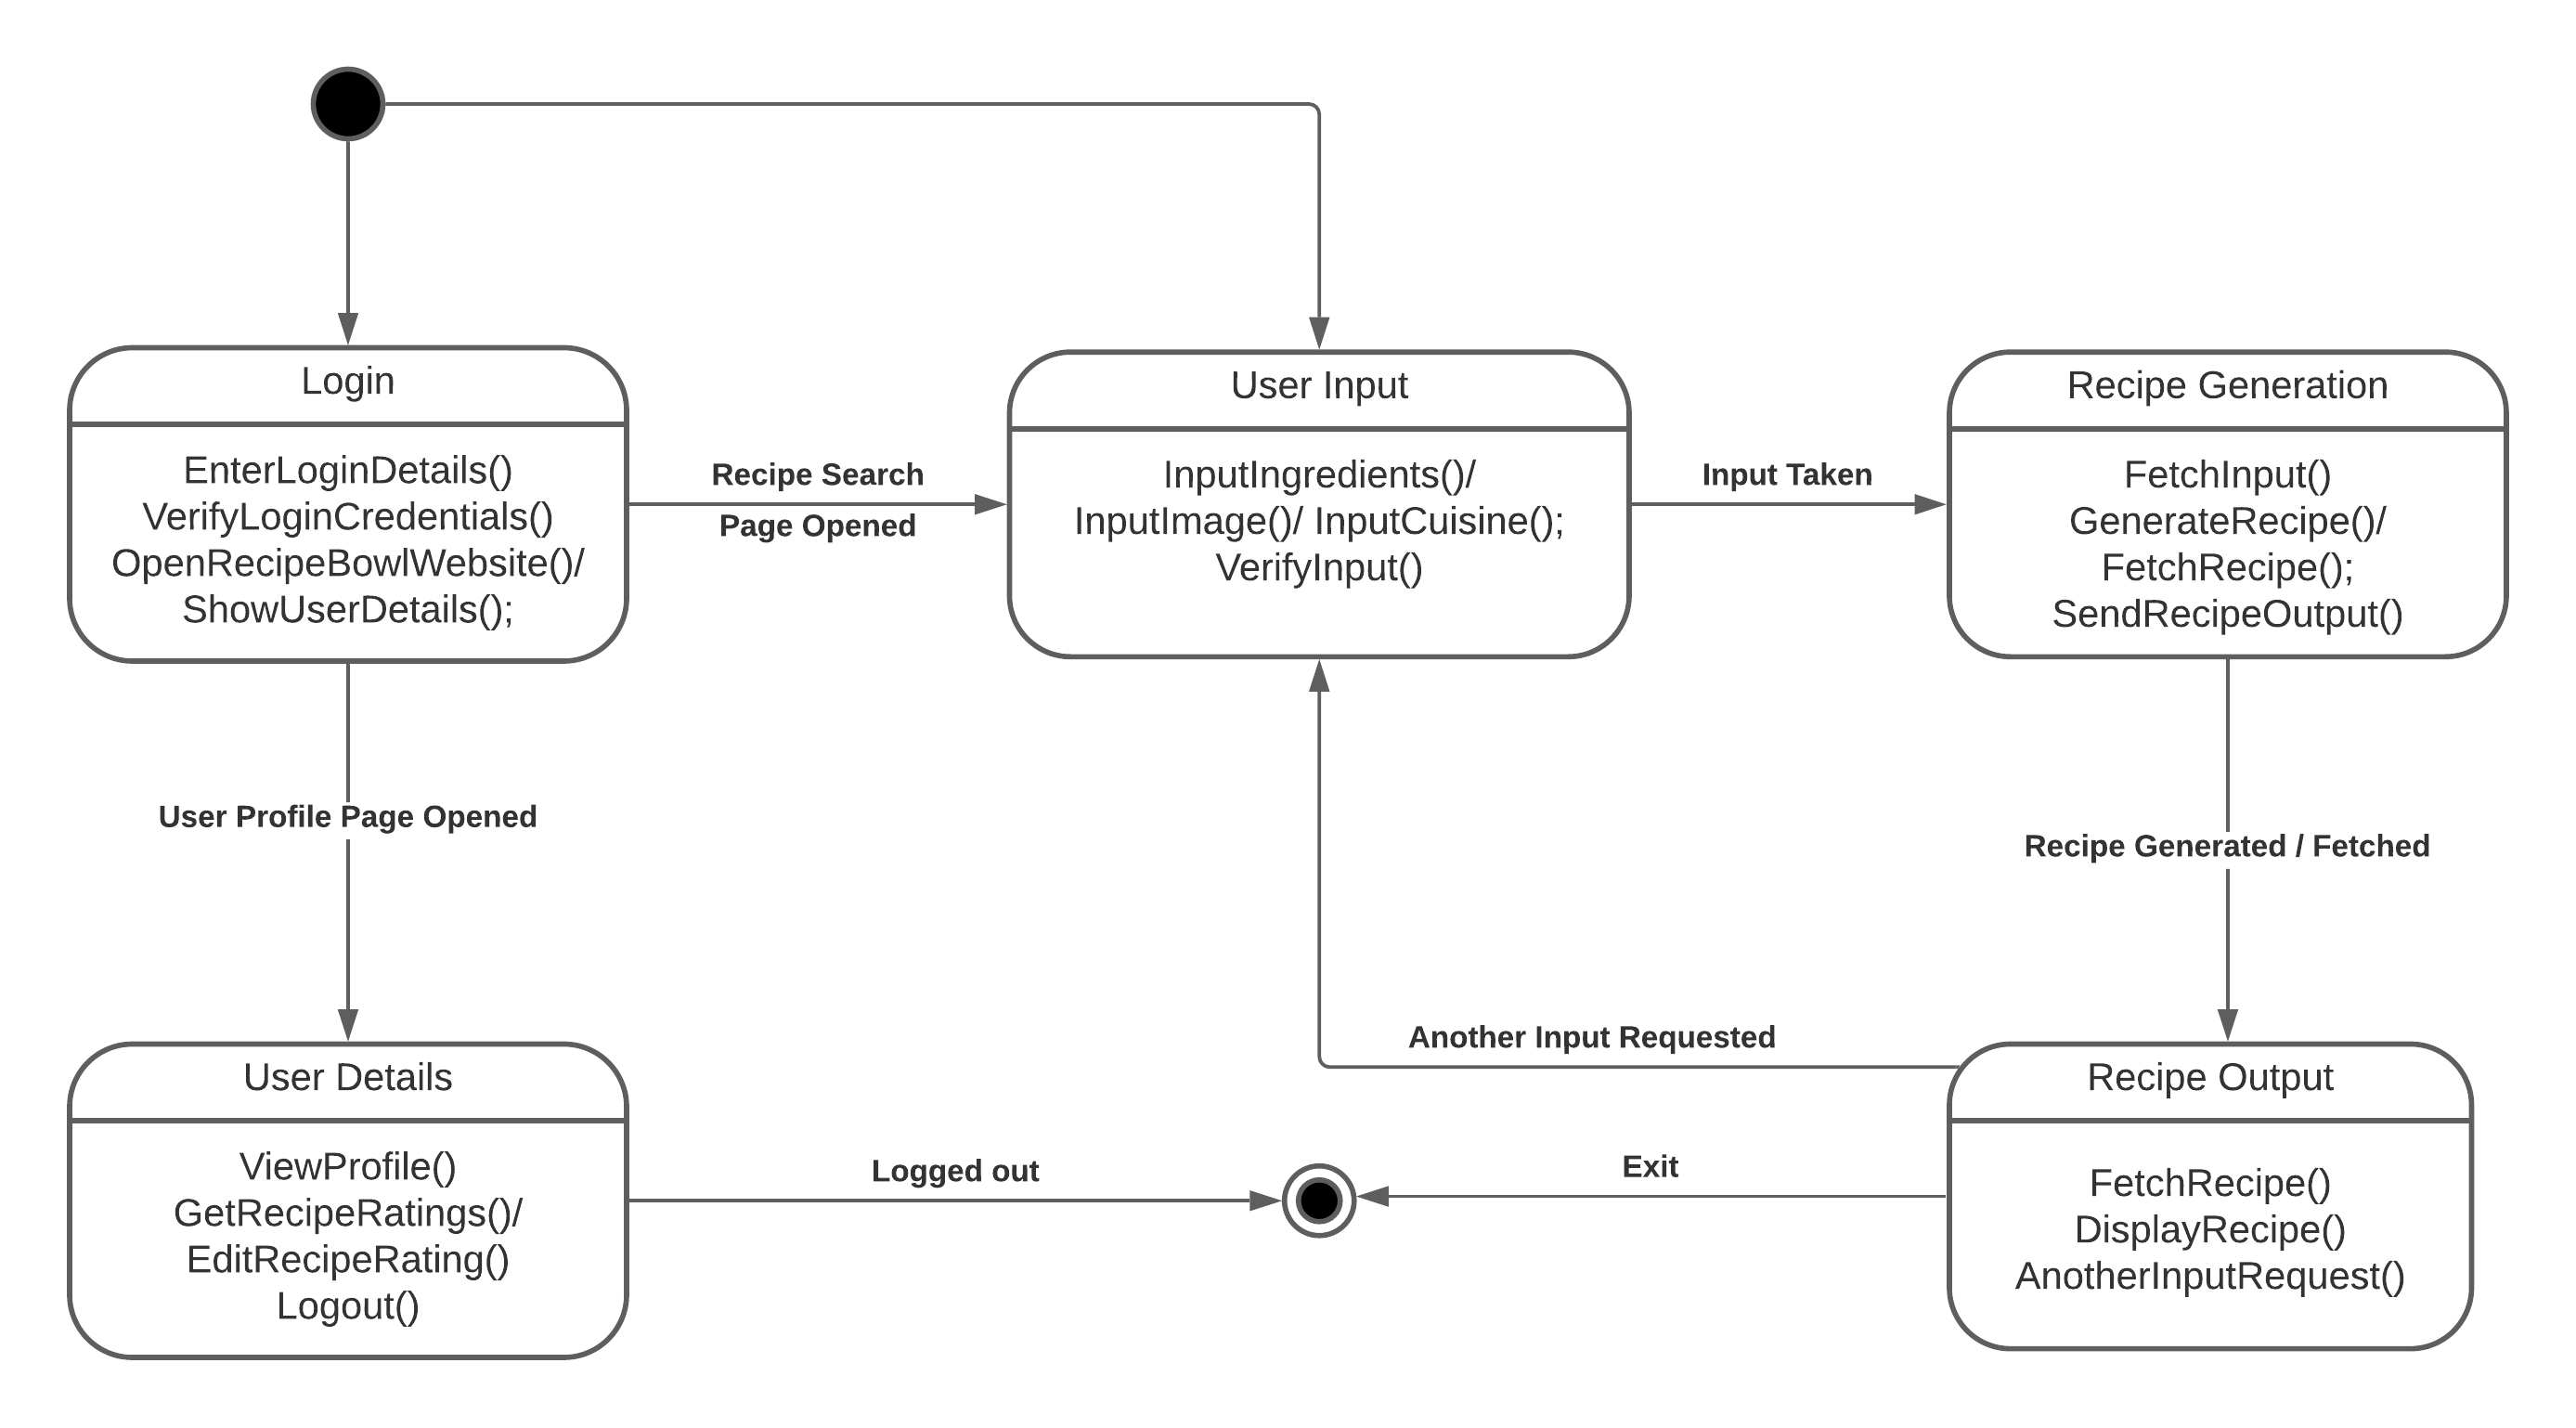 Login
EnterLoginDetails()
VerifyLoginCredentials()
OpenRecipeBowlWebsite()/
ShowUserDetails();
Recipe Search
Page Opened
User Input
InputIngredients()/
InputImage()/ InputCuisine();
VerifyInput()
Input Taken
Recipe Generation
FetchInput()
GenerateRecipe()/
FetchRecipe();
SendRecipeOutput()
User Profile Page Opened
Recipe Generated / Fetched
User Details
ViewProfile()
GetRecipeRatings()/
EditRecipeRating()
Logout()
Logged out
Another Input Requested
Exit
Recipe Output
FetchRecipe()
DisplayRecipe()
AnotherInputRequest()